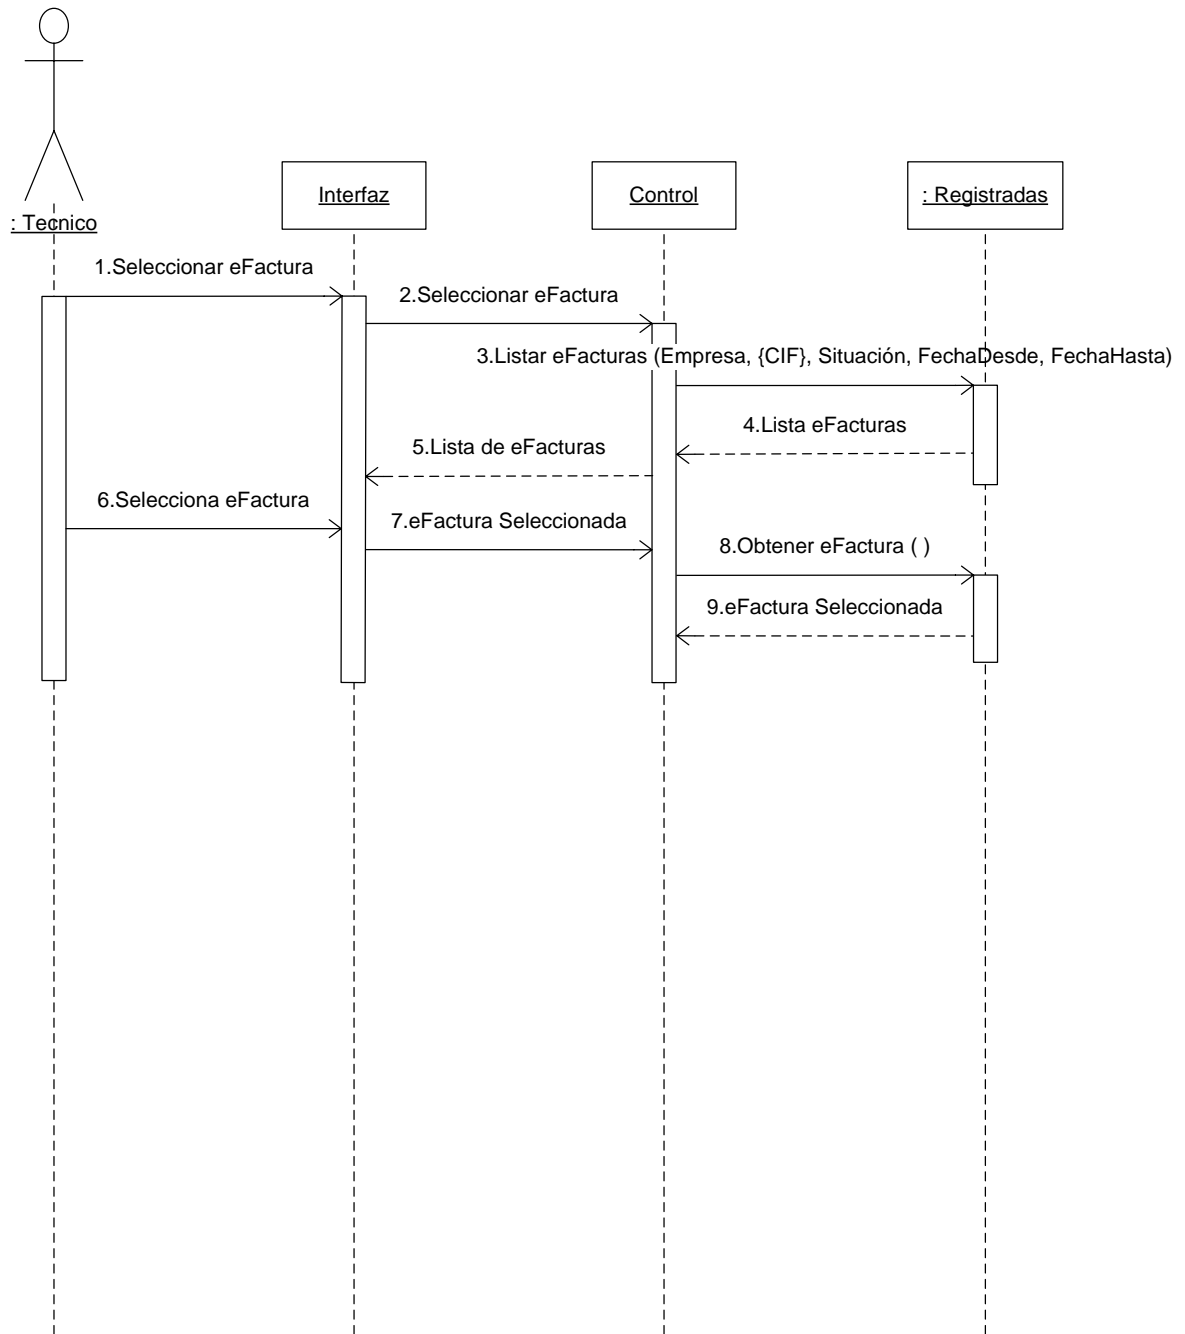 : Tecnico
Interfaz
Control
: Registradas
1.Seleccionar eFactura
2.Seleccionar eFactura
3.Listar eFacturas (Empresa, {CIF}, Situación, FechaDesde, FechaHasta)
4.Lista eFacturas
5.Lista de eFacturas
6.Selecciona eFactura
7.eFactura Seleccionada
8.Obtener eFactura ( )
9.eFactura Seleccionada